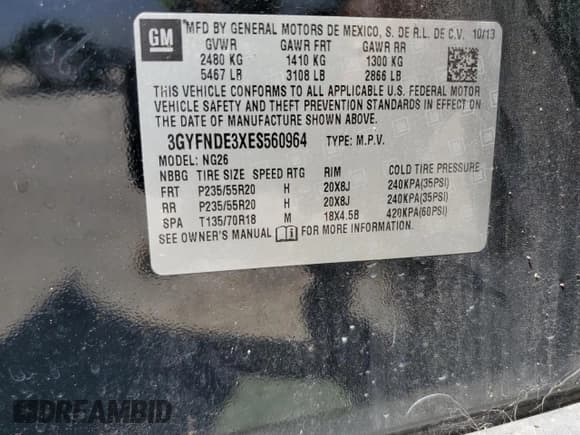 GM
MFD BY GENERAL MOTORS DE MEXICO, S. DE R.L. DE C.V. 10/13
GVWR GAWR FRT GAWR RR
2480 KG 1410 KG 1300 KG
5467 LB 3108 LB 2866 LB
THIS VEHICLE CONFORMS TO ALL APPLICABLE U.S. FEDERAL MOTOR
VEHICLE SAFETY AND THEFT PREVENTION STANDARDS IN EFFECT ON
THE DATE OF MANUFACTURE SHOWN ABOVE.
3GYFNDE3XES560964 TYPE: M.P.V.
MODEL: NG26
NBBG TIRE SIZE SPEED RTG RIM COLD TIRE PRESSURE
FRT P235/55R20 H 20X8J 240KPA(35PSI)
RR P235/55R20 H 20X8J 240KPA(35PSI)
SPA T135/70R18 M 18X4.5B 420KPA(60PSI)
SEE OWNER'S MANUAL FOR MORE INFORMATION.
DREAMBID